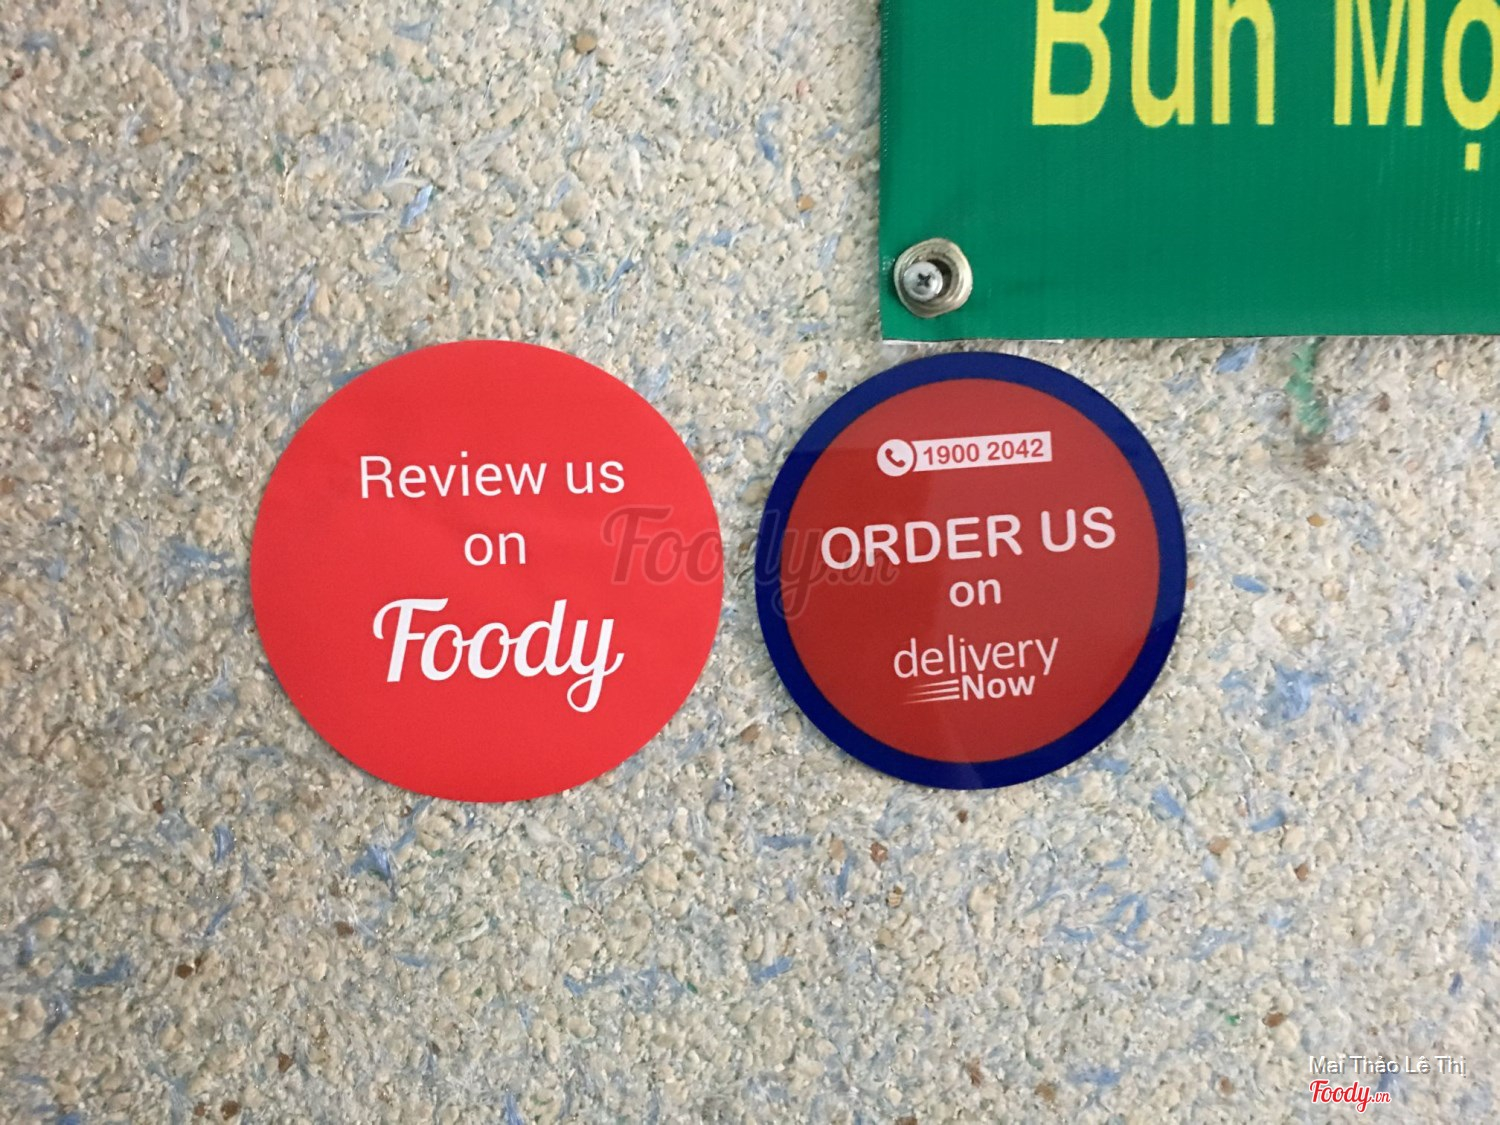 Bún Mọ
Review us
on
Foody
1900 2042
ORDER US
on
delivery
Now
Foody.vn
Mai Thảo Lê Thị
Foody.vn